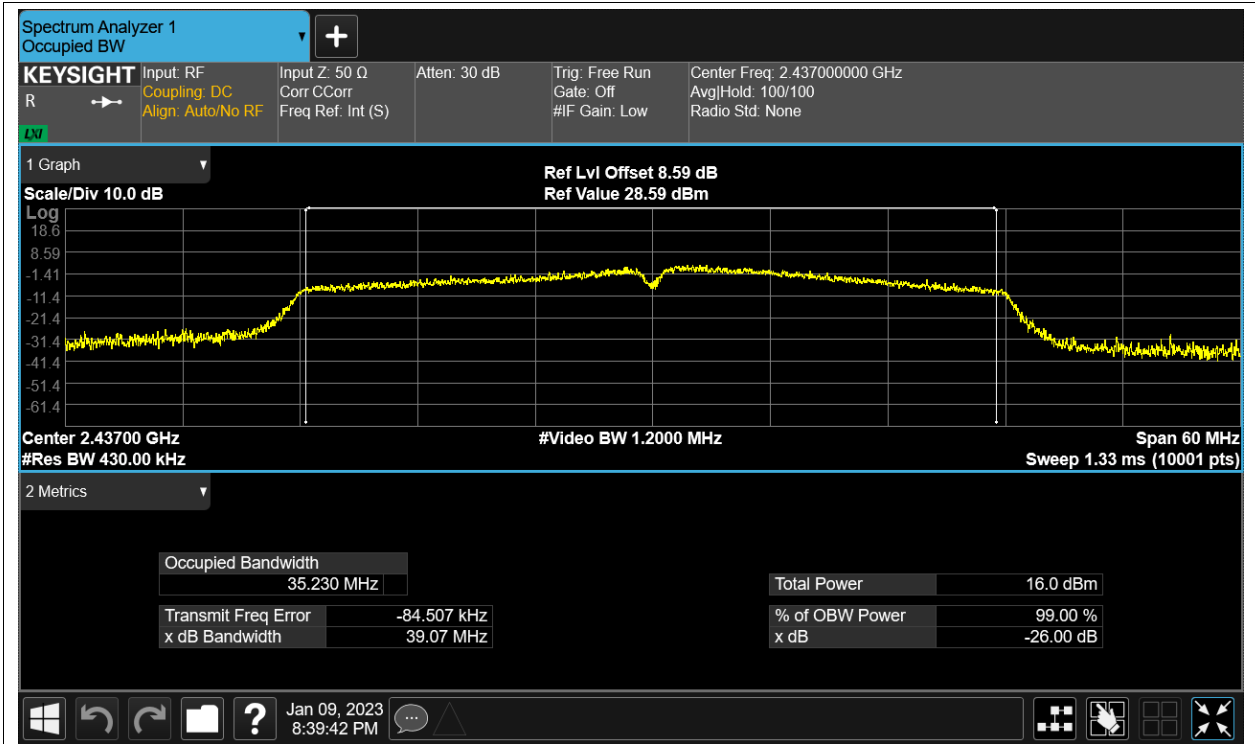 Spectrum Analyzer 1
Occupied BW
KEYSIGHT
R
LXI
Input: RF
Coupling: DC
Align: Auto/No RF
Input Z: 50 Ω
Corr CCorr
Freq Ref: Int (S)
Atten: 30 dB
Trig: Free Run
Gate: Off
#IF Gain: Low
Center Freq: 2.437000000 GHz
Avg|Hold: 100/100
Radio Std: None
1 Graph
Scale/Div 10.0 dB
Ref Lvl Offset 8.59 dB
Ref Value 28.59 dBm
Log
18.6
8.59
-1.41
-11.4
-21.4
-31.4
-41.4
-51.4
-61.4
Center 2.43700 GHz
#Video BW 1.2000 MHz
Span 60 MHz
#Res BW 430.00 kHz
Sweep 1.33 ms (10001 pts)
2 Metrics
Occupied Bandwidth
35.230 MHz
Transmit Freq Error -84.507 kHz
x dB Bandwidth 39.07 MHz
Total Power 16.0 dBm
% of OBW Power 99.00 %
x dB -26.00 dB
?
Jan 09, 2023
8:39:42 PM